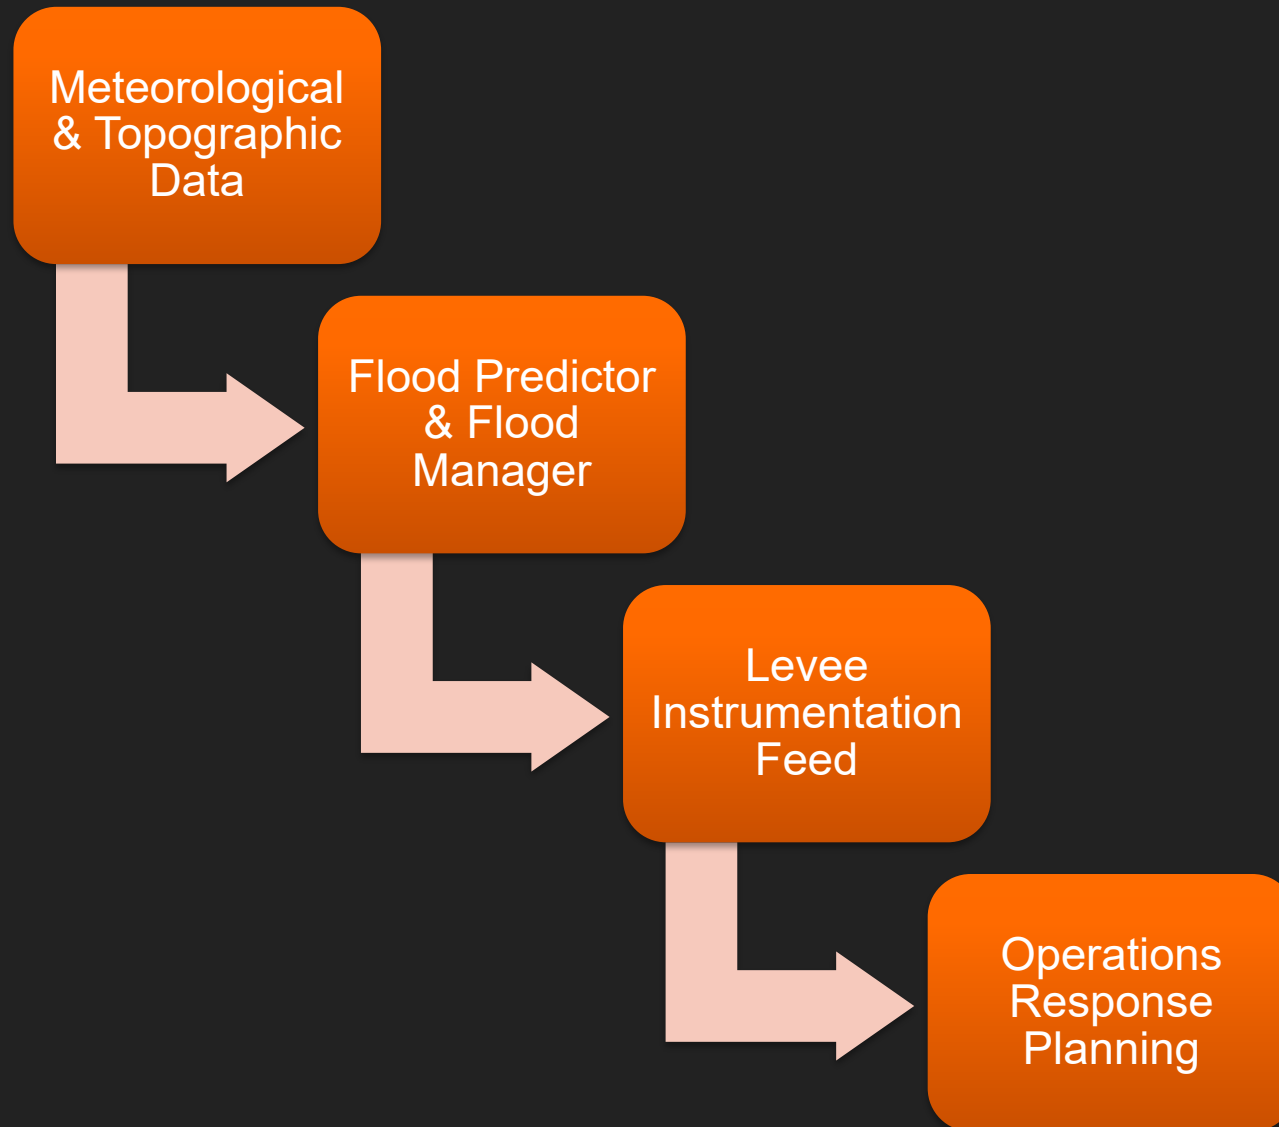 Meteorological
& Topographic
Data
Flood Predictor
& Flood
Manager
Levee
Instrumentation
Feed
Operations
Response
Planning